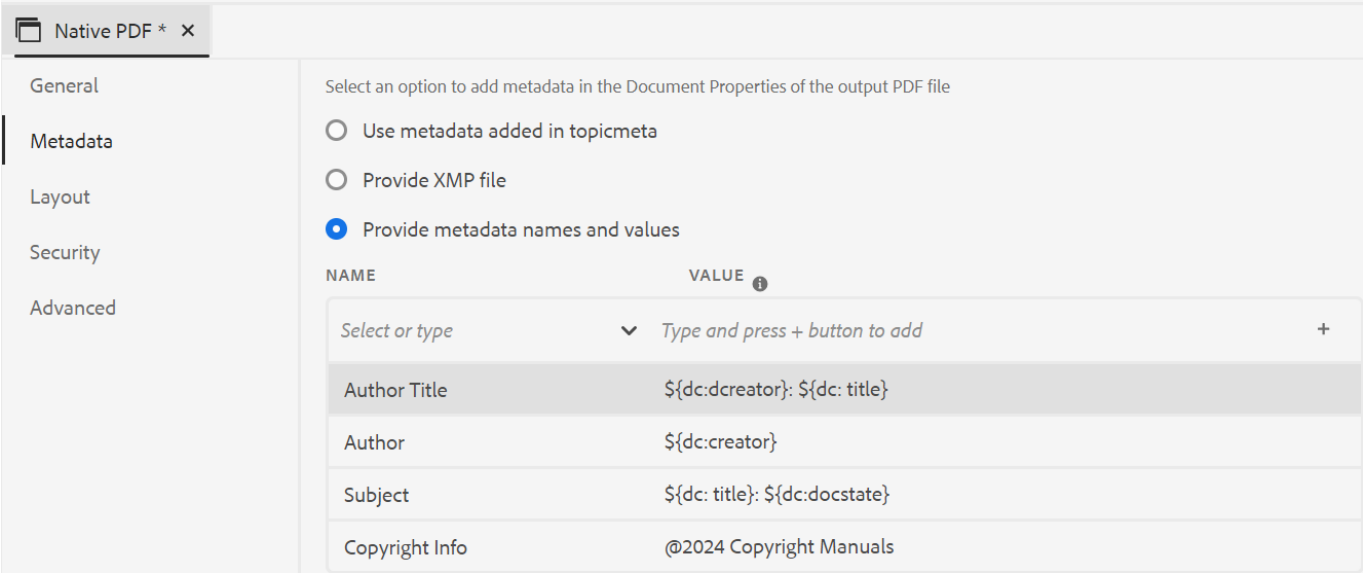 Native PDF * ×
General
Metadata
Layout
Security
Advanced
Select an option to add metadata in the Document Properties of the output PDF file
Use metadata added in topicmeta
Provide XMP file
Provide metadata names and values
NAME VALUE
Select or type Type and press + button to add +
Author Title ${dc:dcreator}: ${dc: title}
Author ${dc:creator}
Subject ${dc: title}: ${dc:docstate}
Copyright Info @2024 Copyright Manuals